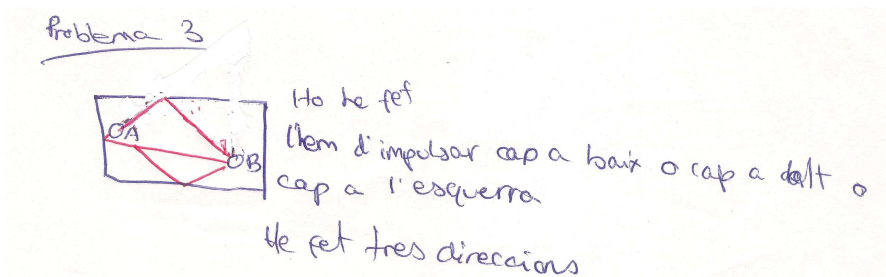 Problema 3
Ho he fet
L'hem d'impulsar cap a baix o cap a dalt o
cap a l'esquerra
He fet tres direccions
A
B